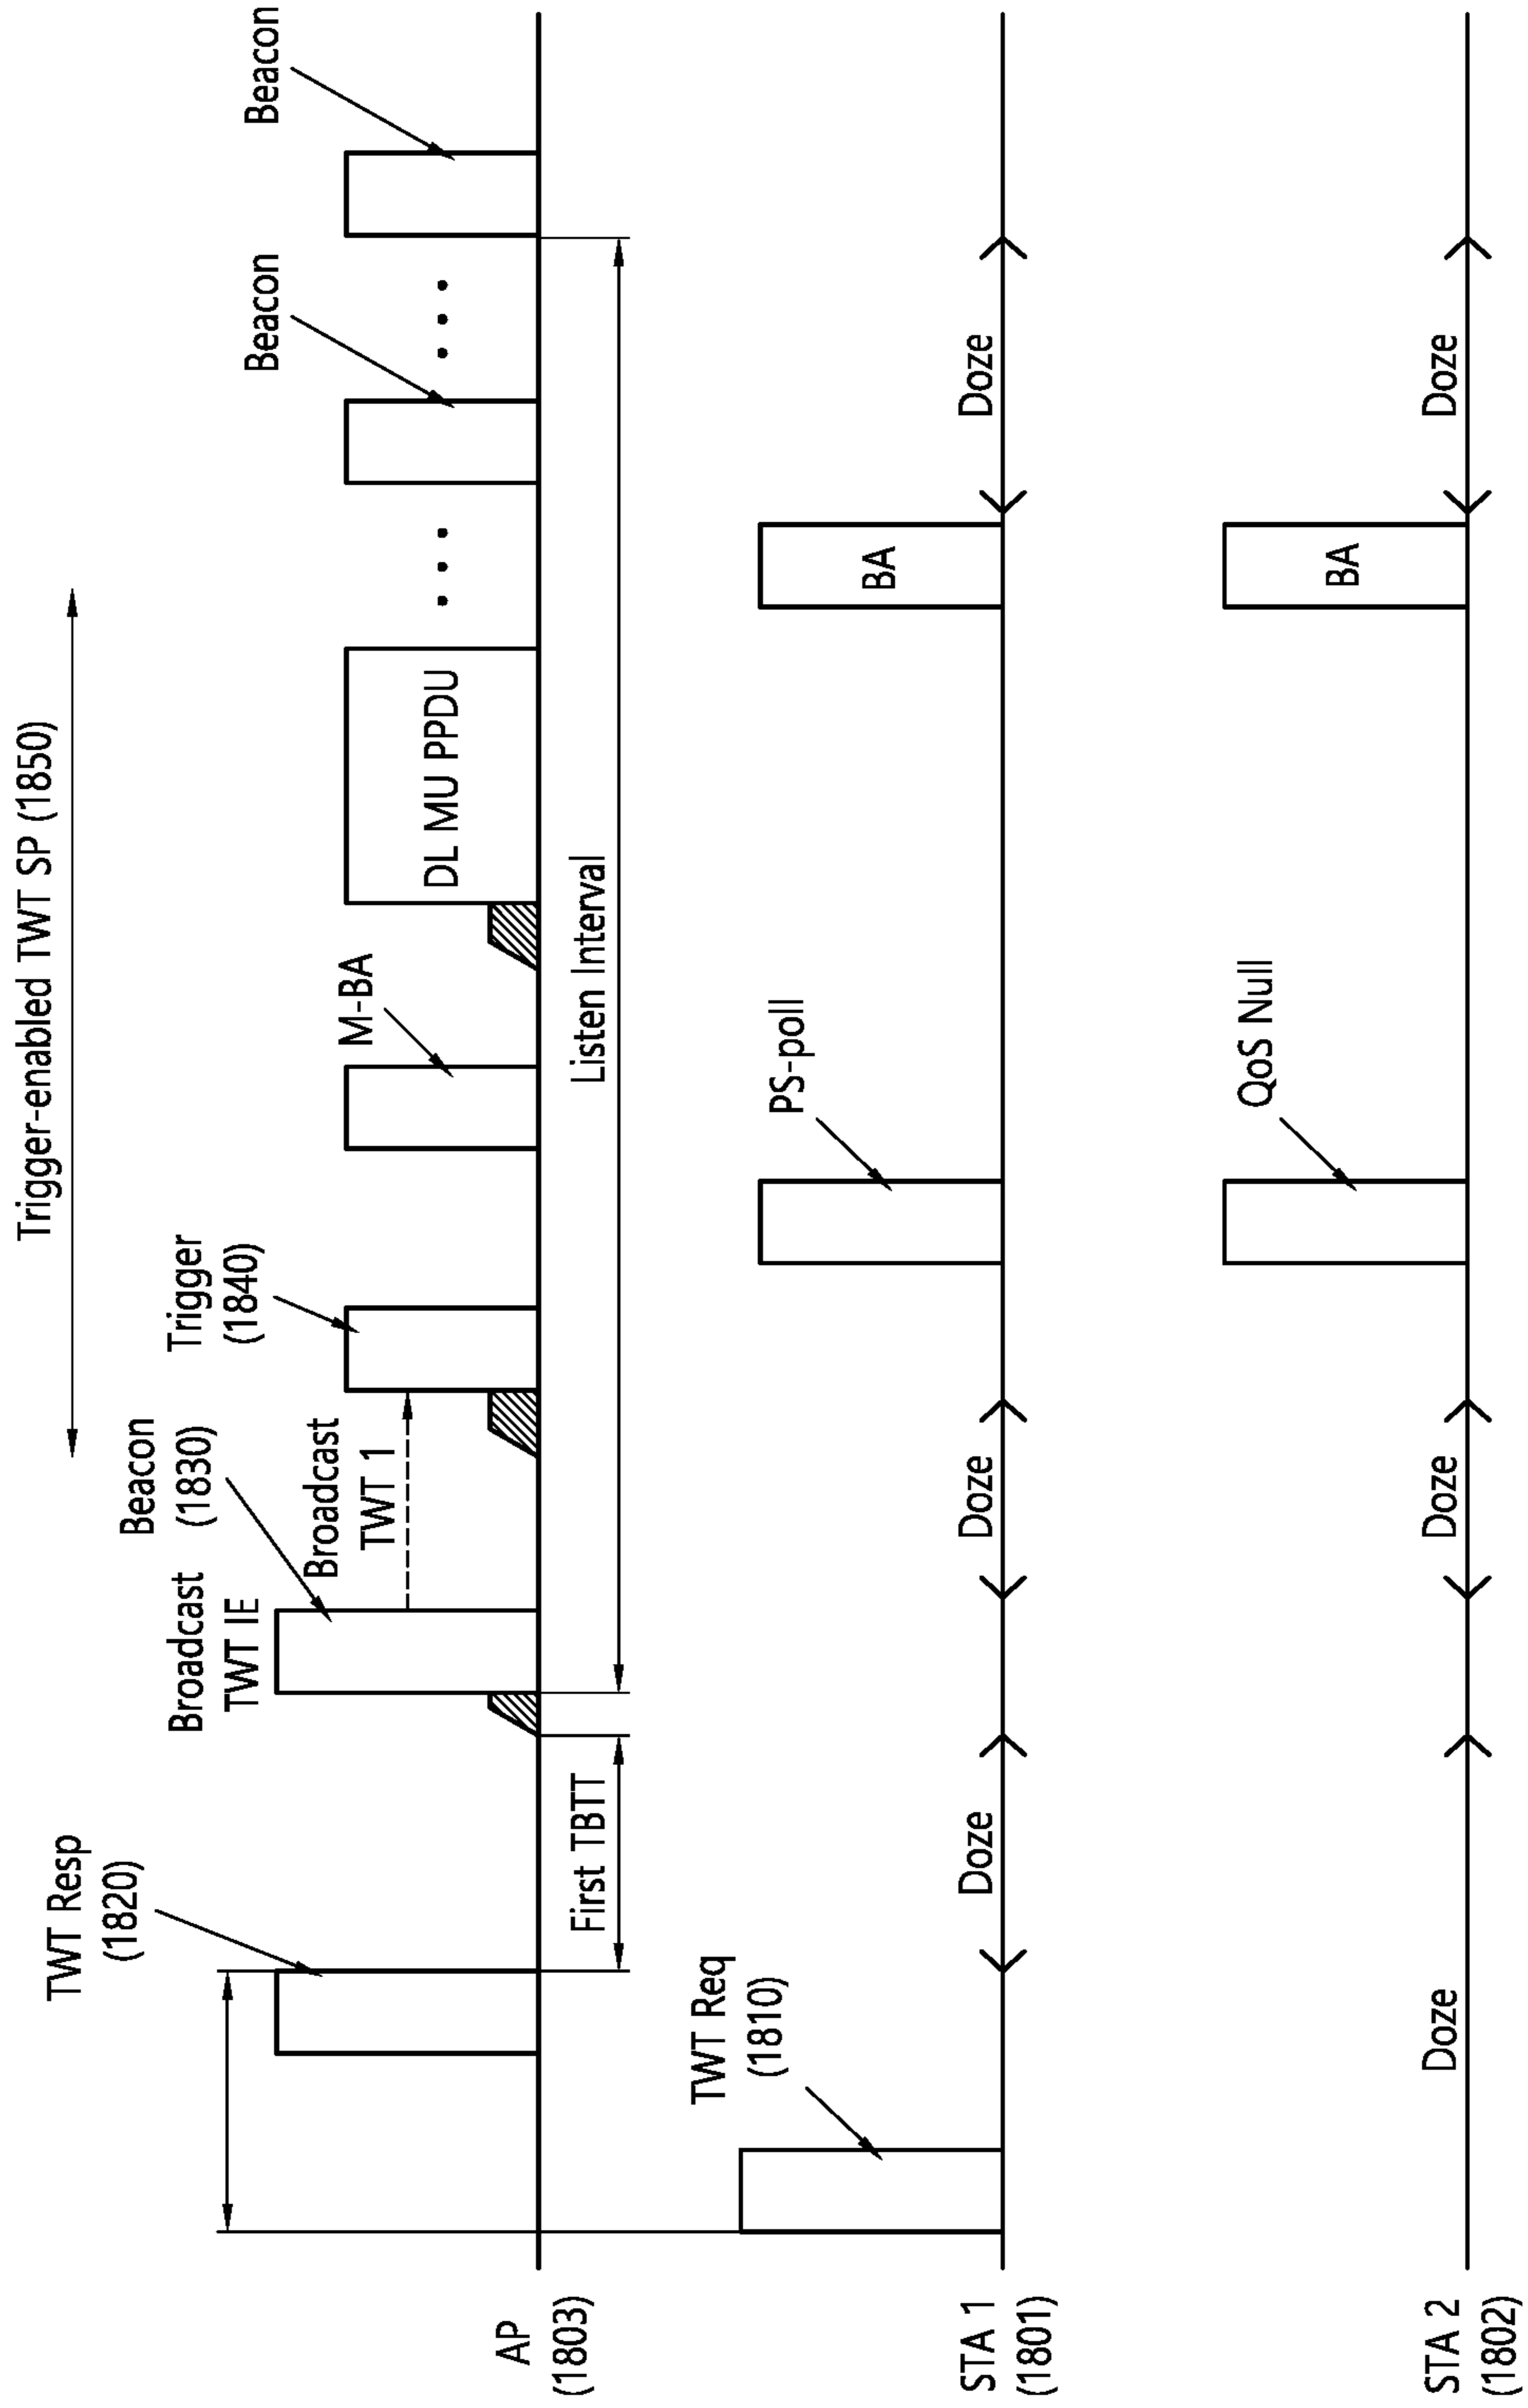 Trigger-enabled TWT SP (1850)
TWT Resp
(1820)
Broadcast
TWT IE
Beacon
(1830)
Broadcast
TWT 1
Trigger
(1840)
M-BA
DL MU PPDU
Beacon
Beacon
AP
(1803)
First TBTT
Listen Interval
TWT Req
(1810)
PS-poll
BA
STA 1
(1801)
Doze
Doze
Doze
QoS Null
BA
STA 2
(1802)
Doze
Doze
Doze